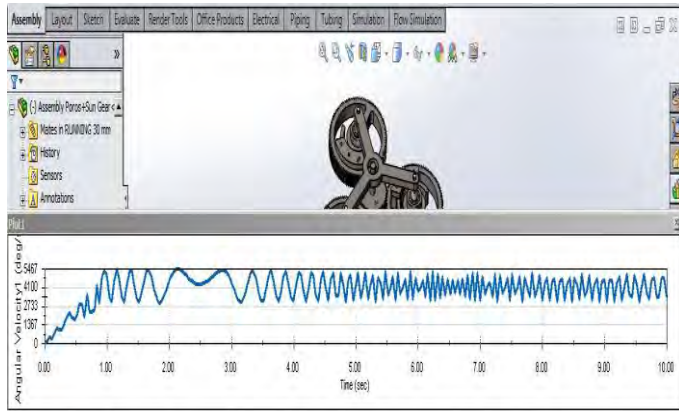 Assembly Layout Sketch Evaluate Render Tools Office Products Electrical Piping Tubing Simulation Flow Simulation
(-) Assembly Poros+Sun Gear <
Mates in RUNNING 30 mm
History
Sensors
Annotations
Plot1
Angular Velocity1 (deg/
5467
4100
2733
1367
0
0.00 1.00 2.00 3.00 4.00 5.00 6.00 7.00 8.00 9.00 10.00
Time (sec)